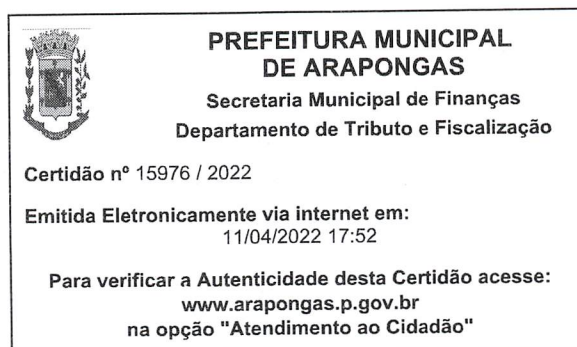 PREFEITURA MUNICIPAL
DE ARAPONGAS
Secretaria Municipal de Finanças
Departamento de Tributo e Fiscalização
Certidão nº 15976 / 2022
Emitida Eletronicamente via internet em:
11/04/2022 17:52
Para verificar a Autenticidade desta Certidão acesse:
www.arapongas.p.gov.br
na opção "Atendimento ao Cidadão"